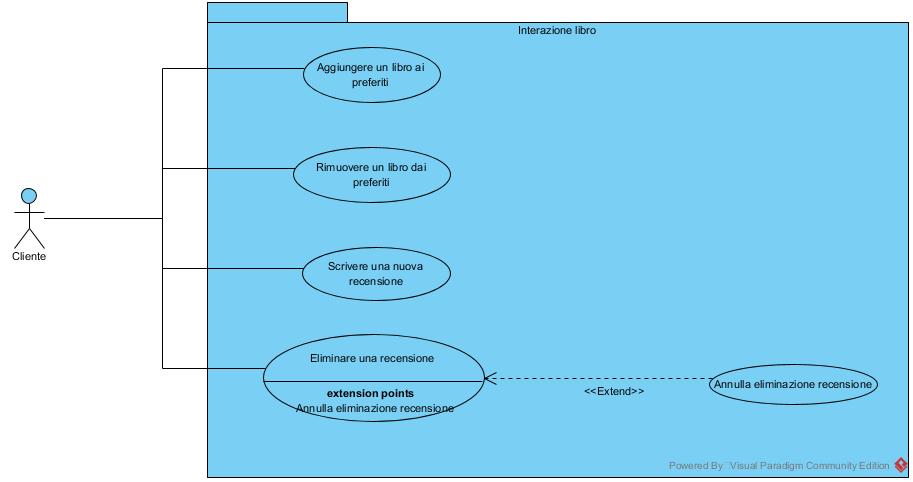 Interazione libro
Aggiungere un libro ai
preferiti
Rimuovere un libro dai
preferiti
Cliente
Scrivere una nuova
recensione
Eliminare una recensione
extension points
Annulla eliminazione recensione
<<Extend>>
Annulla eliminazione recensione
Powered By Visual Paradigm Community Edition